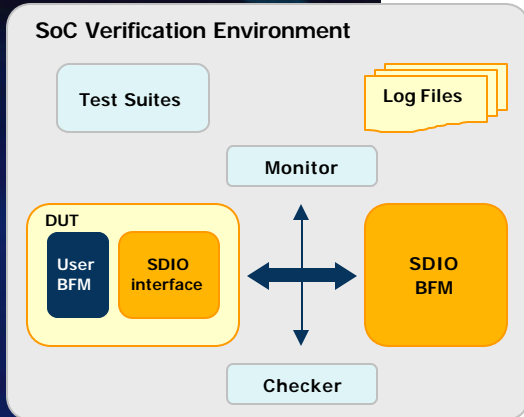 SoC Verification Environment
Test Suites
Log Files
Monitor
DUT
User
BFM
SDIO
interface
SDIO
BFM
Checker